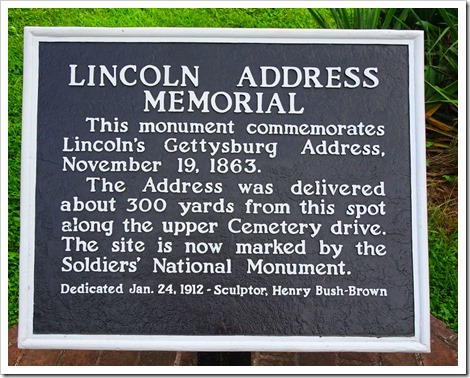 LINCOLN ADDRESS
MEMORIAL
This monument commemorates
Lincoln's Gettysburg Address,
November 19, 1863.
The Address was delivered
about 300 yards from this spot
along the upper Cemetery drive.
The site is now marked by the
Soldiers' National Monument.
Dedicated Jan. 24, 1912 - Sculptor, Henry Bush-Brown